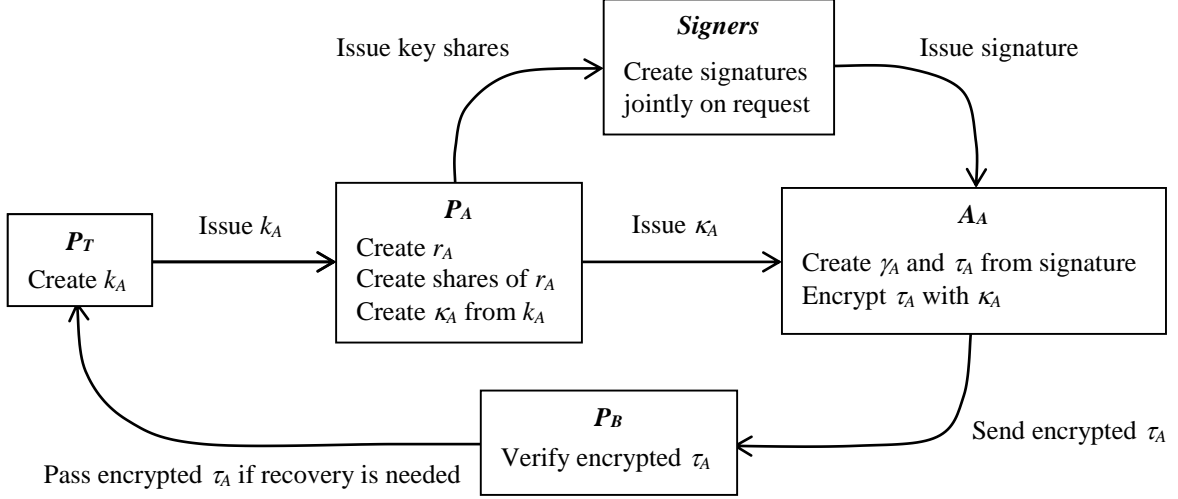 Signers
Create signatures
jointly on request
Issue key shares
Issue signature
P_T
Create k_A
Issue k_A
P_A
Create r_A
Create shares of r_A
Create κ_A from k_A
Issue κ_A
A_A
Create γ_A and τ_A from signature
Encrypt τ_A with κ_A
P_B
Verify encrypted τ_A
Send encrypted τ_A
Pass encrypted τ_A if recovery is needed